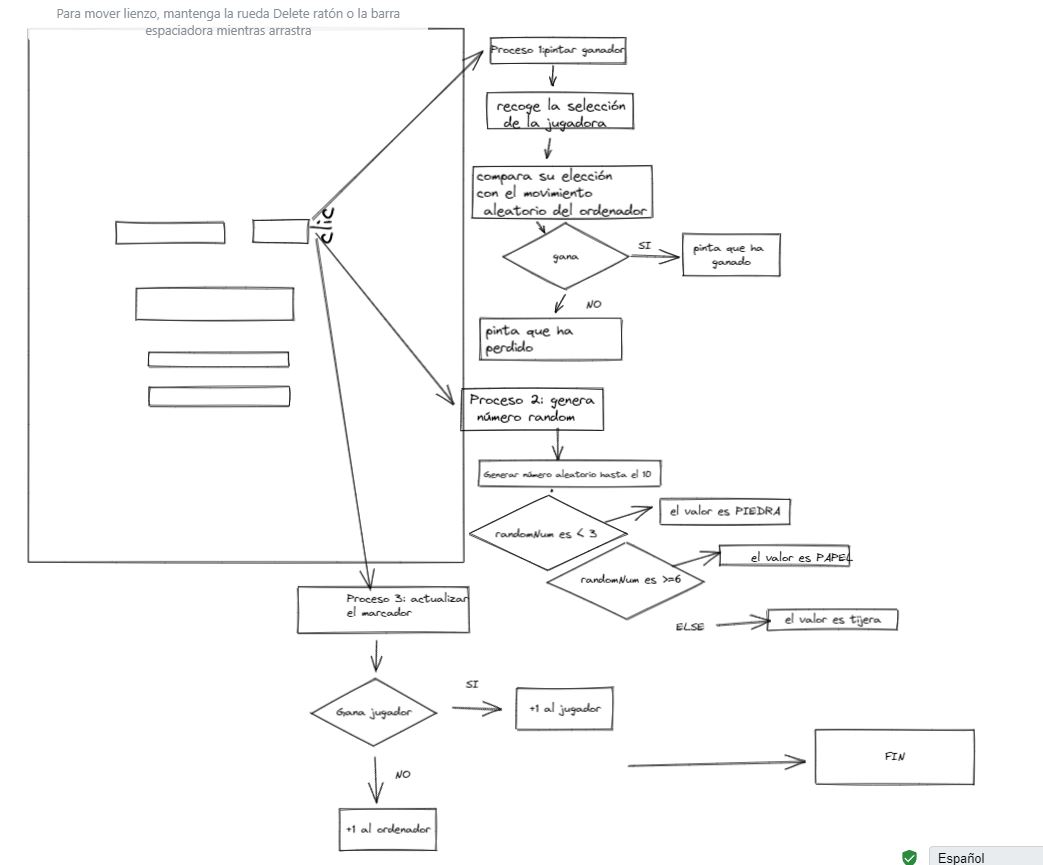 Para mover lienzo, mantenga la rueda Delete ratón o la barra
espaciadora mientras arrastra
Proceso 1:pintar ganador
recoge la selección
de la jugadora
compara su elección
con el movimiento
aleatorio del ordenador
clic
gana
SI
pinta que ha
ganado
NO
pinta que ha
perdido
Proceso 2: genera
número random
Generar número aleatorio hasta el 10
randomNum es < 3
el valor es PIEDRA
randomNum es >=6
el valor es PAPEL
ELSE
el valor es tijera
Proceso 3: actualizar
el marcador
Gana jugador
SI
+1 al jugador
NO
+1 al ordenador
FIN
Español